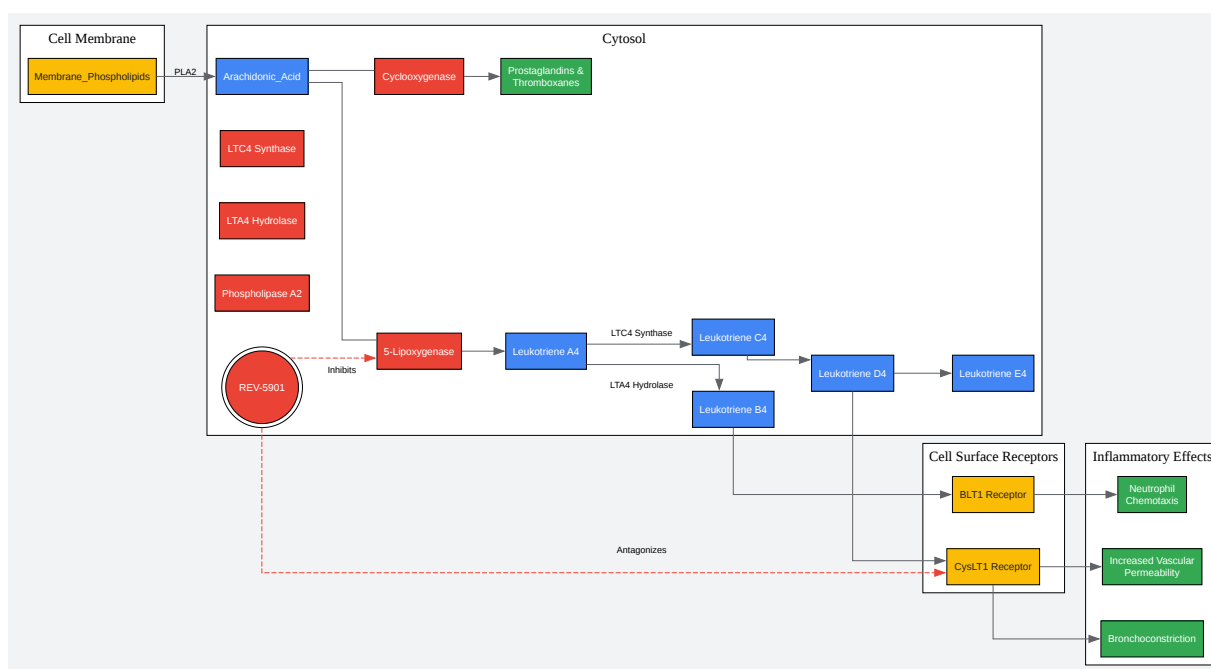 Cell Membrane
Membrane_Phospholipids
PLA2
Cytosol
Arachidonic_Acid
Cyclooxygenase
Prostaglandins &
Thromboxanes
LTC4 Synthase
LTA4 Hydrolase
Phospholipase A2
REV-5901
Inhibits
5-Lipoxygenase
Leukotriene A4
LTC4 Synthase
LTA4 Hydrolase
Leukotriene C4
Leukotriene B4
Leukotriene D4
Leukotriene E4
Antagonizes
Cell Surface Receptors
BLT1 Receptor
CysLT1 Receptor
Inflammatory Effects
Neutrophil
Chemotaxis
Increased Vascular
Permeability
Bronchoconstriction